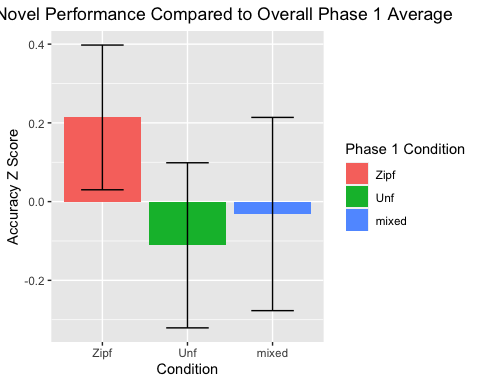 Novel Performance Compared to Overall Phase 1 Average
0.4
0.2
0.0
-0.2
Accuracy Z Score
Zipf
Unf
mixed
Condition
Phase 1 Condition
Zipf
Unf
mixed